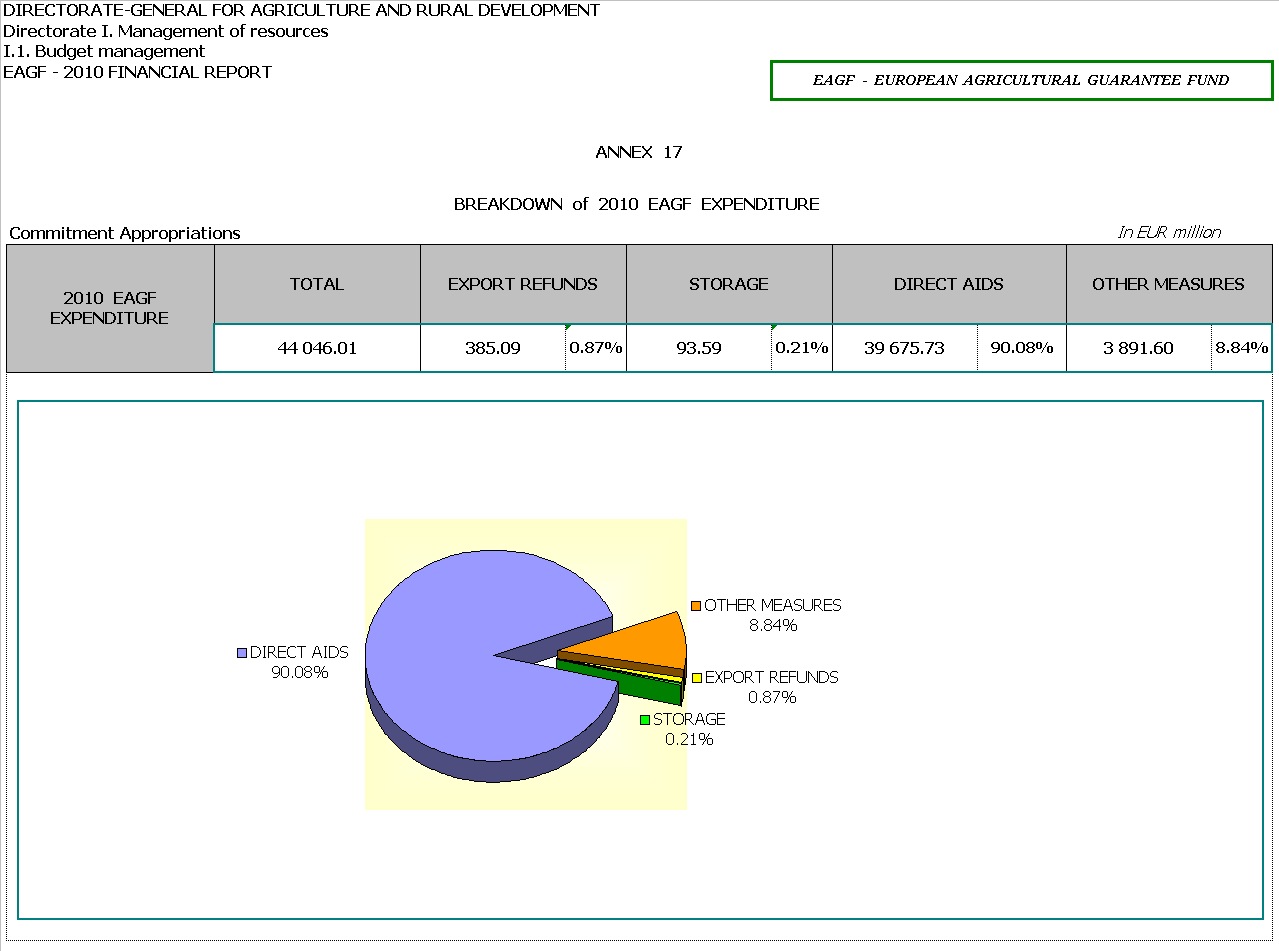 DIRECTORATE-GENERAL FOR AGRICULTURE AND RURAL DEVELOPMENT
Directorate I. Management of resources
I.1. Budget management
EAGF - 2010 FINANCIAL REPORT
EAGF - EUROPEAN AGRICULTURAL GUARANTEE FUND
ANNEX 17
BREAKDOWN of 2010 EAGF EXPENDITURE
Commitment Appropriations
In EUR million
2010 EAGF
EXPENDITURE
TOTAL
EXPORT REFUNDS
STORAGE
DIRECT AIDS
OTHER MEASURES
44 046.01
385.09
0.87%
93.59
0.21%
39 675.73
90.08%
3 891.60
8.84%
OTHER MEASURES
8.84%
DIRECT AIDS
90.08%
EXPORT REFUNDS
0.87%
STORAGE
0.21%